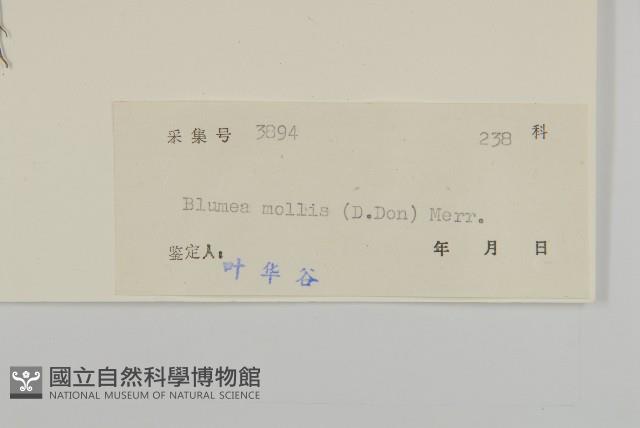 采集号 3894 238 科
Blumea mollis (D.Don) Merr.
鉴定人: 叶华谷 年 月 日
國立自然科學博物館
NATIONAL MUSEUM OF NATURAL SCIENCE